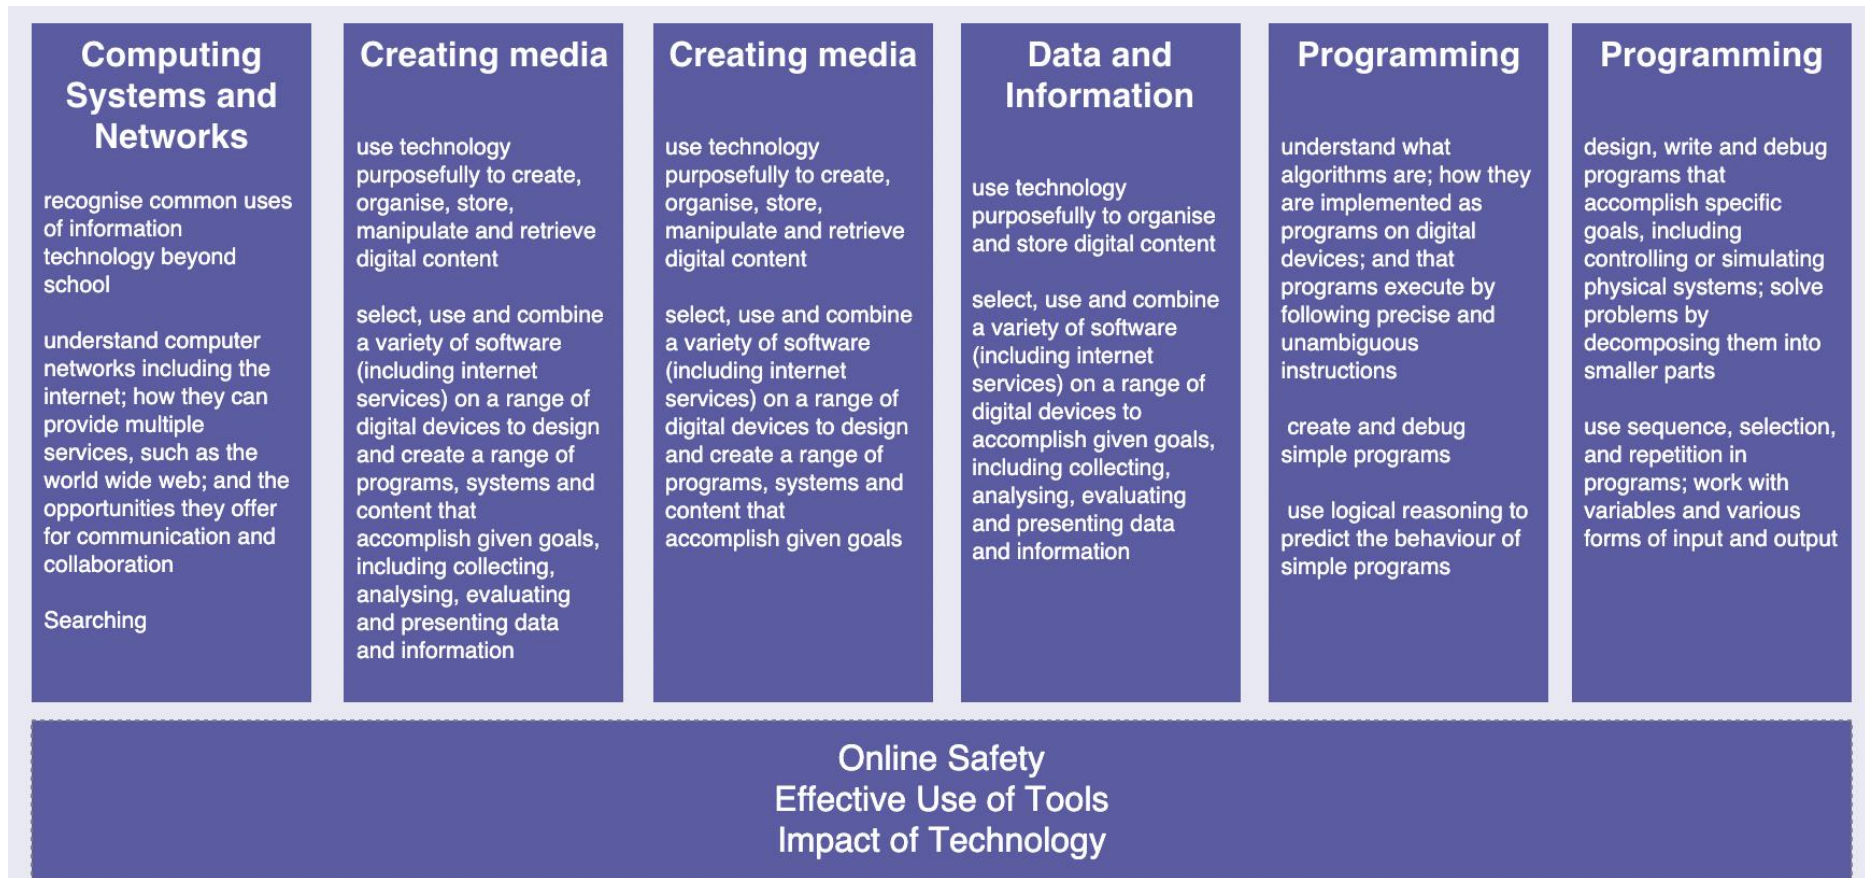 Computing
Systems and
Networks
recognise common uses
of information
technology beyond
school
understand computer
networks including the
internet; how they can
provide multiple
services, such as the
world wide web; and the
opportunities they offer
for communication and
collaboration
Searching
Creating media
use technology
purposefully to create,
organise, store,
manipulate and retrieve
digital content
select, use and combine
a variety of software
(including internet
services) on a range of
digital devices to design
and create a range of
programs, systems and
content that
accomplish given goals,
including collecting,
analysing, evaluating
and presenting data
and information
Creating media
use technology
purposefully to create,
organise, store,
manipulate and retrieve
digital content
select, use and combine
a variety of software
(including internet
services) on a range of
digital devices to design
and create a range of
programs, systems and
content that
accomplish given goals
Data and
Information
use technology
purposefully to organise
and store digital content
select, use and combine
a variety of software
(including internet
services) on a range of
digital devices to
accomplish given goals,
including collecting,
analysing, evaluating
and presenting data
and information
Programming
understand what
algorithms are; how they
are implemented as
programs on digital
devices; and that
programs execute by
following precise and
unambiguous
instructions
create and debug
simple programs
use logical reasoning to
predict the behaviour of
simple programs
Programming
design, write and debug
programs that
accomplish specific
goals, including
controlling or simulating
physical systems; solve
problems by
decomposing them into
smaller parts
use sequence, selection,
and repetition in
programs; work with
variables and various
forms of input and output
Online Safety
Effective Use of Tools
Impact of Technology